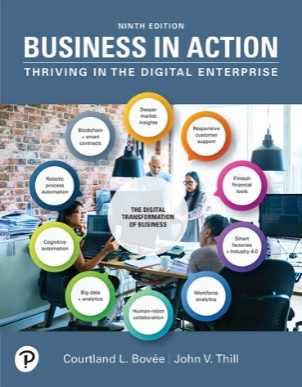 NINTH EDITION
BUSINESS IN ACTION
THRIVING IN THE DIGITAL ENTERPRISE
Deeper
market
insights
Responsive
customer
support
Fintech
financial
tools
Smart
factories
+ Industry 4.0
Workforce
analytics
Human-robot
collaboration
Big data
+ analytics
Cognitive
automation
Robotic
process
automation
Blockchain
+ smart
contracts
THE DIGITAL
TRANSFORMATION
OF BUSINESS
P
Courtland L. Bovée | John V. Thill